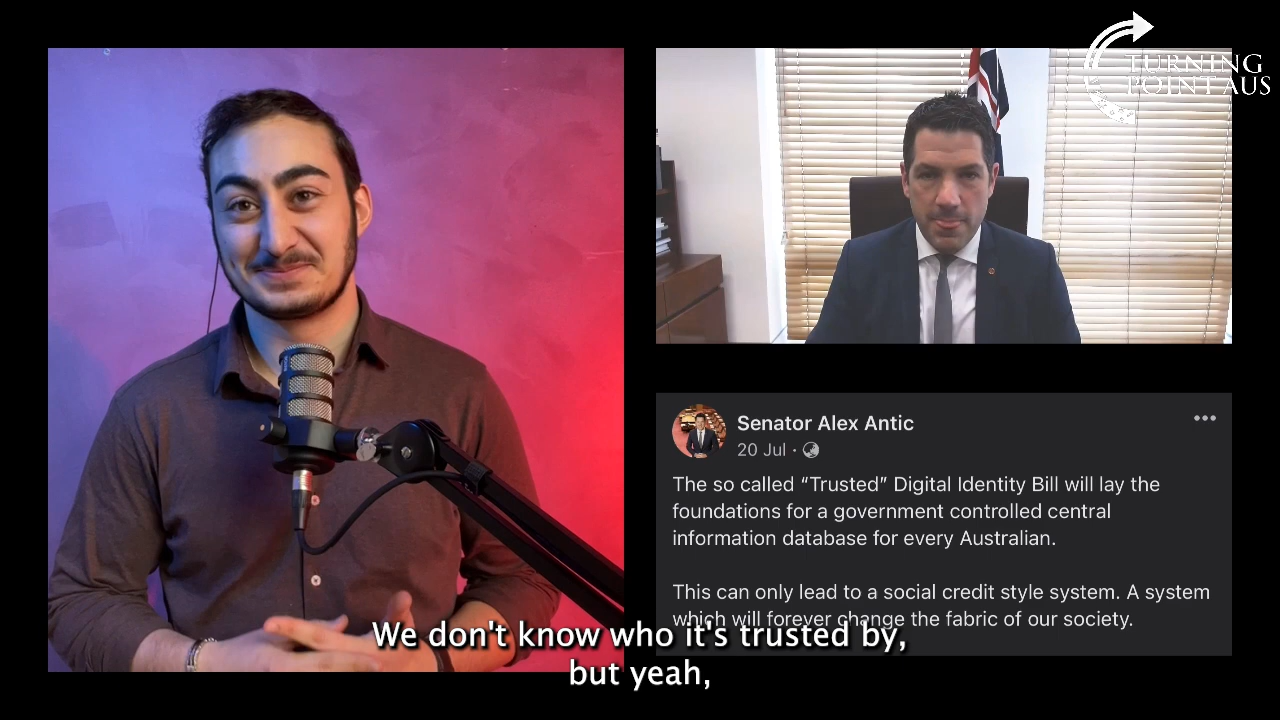 TURNING
POINT AUS
Senator Alex Antic
20 Jul ·
The so called “Trusted” Digital Identity Bill will lay the
foundations for a government controlled central
information database for every Australian.
This can only lead to a social credit style system. A system
which will forever change the fabric of our society.
We don't know who it's trusted by,
but yeah,